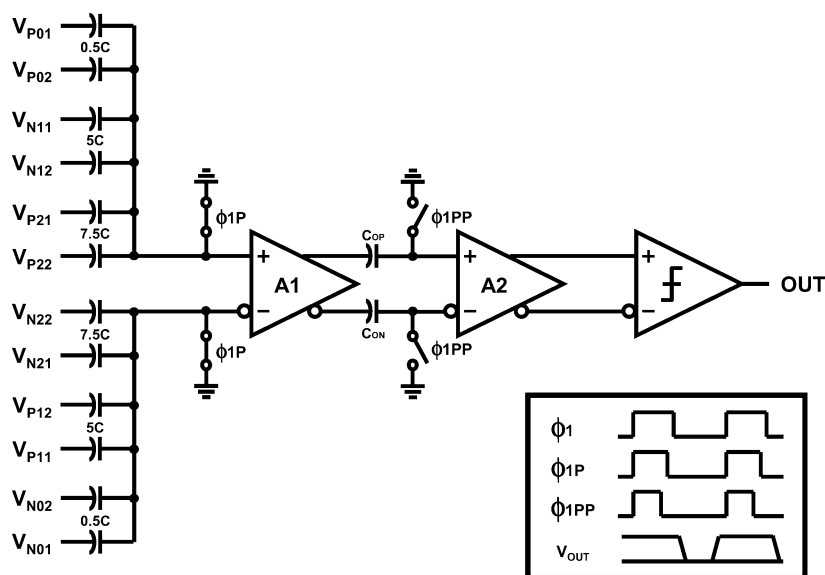 VP01
0.5C
VP02
VN11
5C
VN12
VP21
7.5C
VP22
ϕ1P
+
A1
−
COP
CON
ϕ1PP
+
A2
−
+
−
OUT
VN22
7.5C
VN21
ϕ1P
ϕ1PP
VP12
5C
VP11
VN02
0.5C
VN01
ϕ1
ϕ1P
ϕ1PP
VOUT